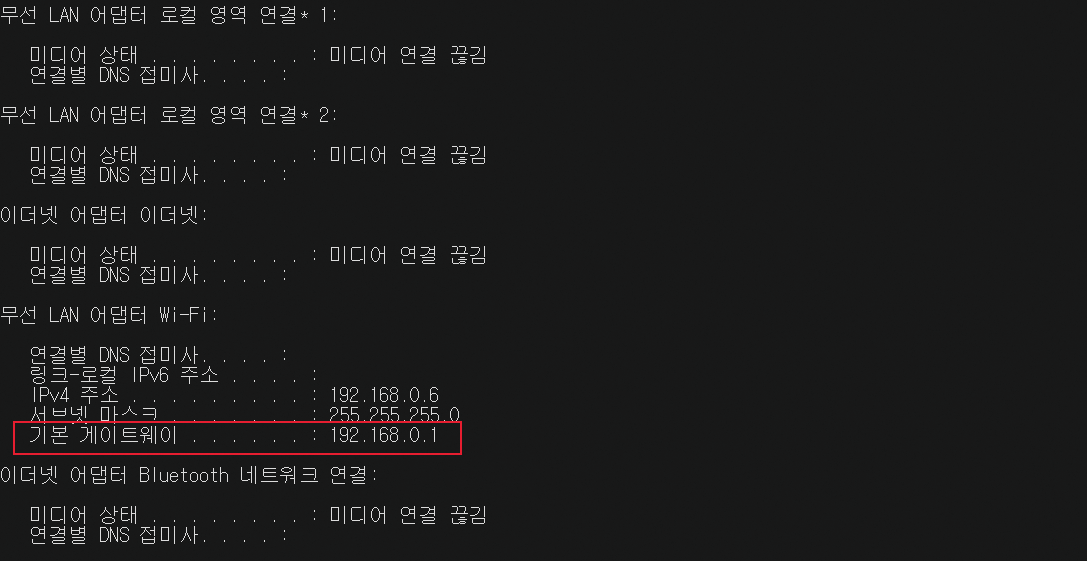 무선 LAN 어댑터 로컬 영역 연결* 1:
미디어 상태 . . . . . . . . : 미디어 연결 끊김
연결별 DNS 접미사. . . . :
무선 LAN 어댑터 로컬 영역 연결* 2:
미디어 상태 . . . . . . . . : 미디어 연결 끊김
연결별 DNS 접미사. . . . :
이더넷 어댑터 이더넷:
미디어 상태 . . . . . . . . : 미디어 연결 끊김
연결별 DNS 접미사. . . . :
무선 LAN 어댑터 Wi-Fi:
연결별 DNS 접미사. . . . :
링크-로컬 IPv6 주소 . . . . :
IPv4 주소 . . . . . . . . . : 192.168.0.6
서브넷 마스크 . . . . . . . : 255.255.255.0
기본 게이트웨이 . . . . . . : 192.168.0.1
이더넷 어댑터 Bluetooth 네트워크 연결:
미디어 상태 . . . . . . . . : 미디어 연결 끊김
연결별 DNS 접미사. . . . :